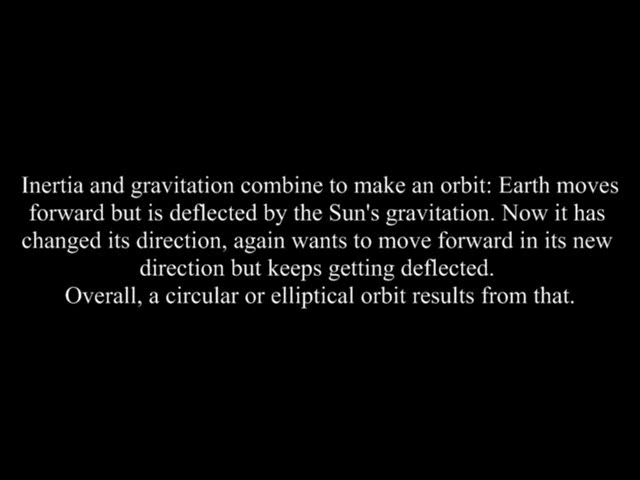 Inertia and gravitation combine to make an orbit: Earth moves
forward but is deflected by the Sun's gravitation. Now it has
changed its direction, again wants to move forward in its new
direction but keeps getting deflected.
Overall, a circular or elliptical orbit results from that.